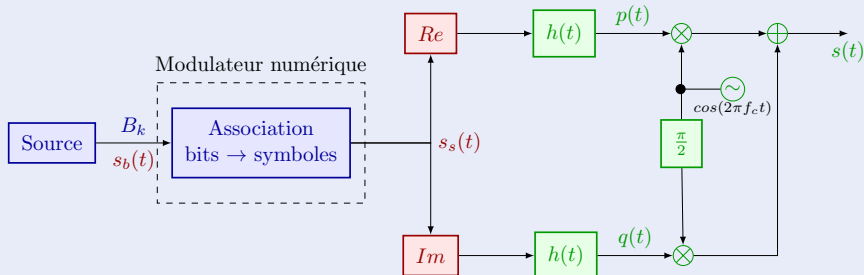 Re
h(t)
p(t)
s(t)
Modulateur numérique
cos(2πf_ct)
Source
B_k
s_b(t)
Association
bits → symboles
s_s(t)
π/2
Im
h(t)
q(t)